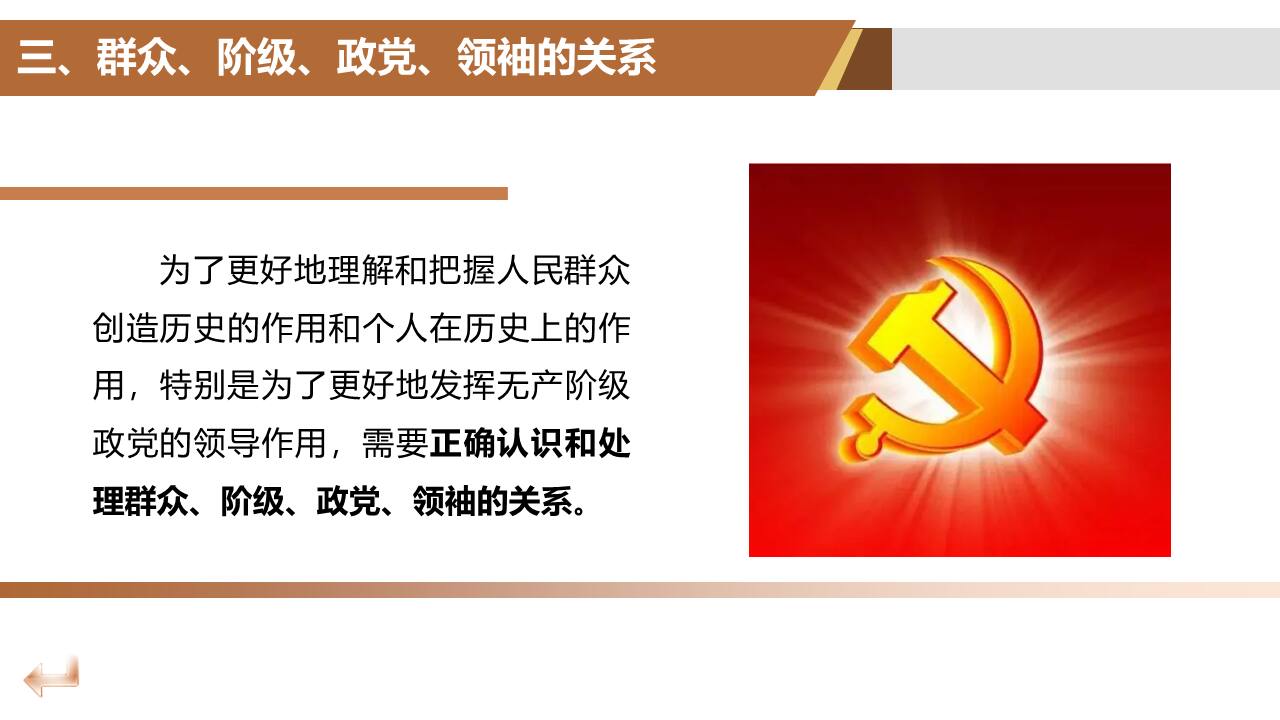 三、群众、阶级、政党、领袖的关系
为了更好地理解和把握人民群众
创造历史的作用和个人在历史上的作
用，特别是为了更好地发挥无产阶级
政党的领导作用，需要正确认识和处
理群众、阶级、政党、领袖的关系。